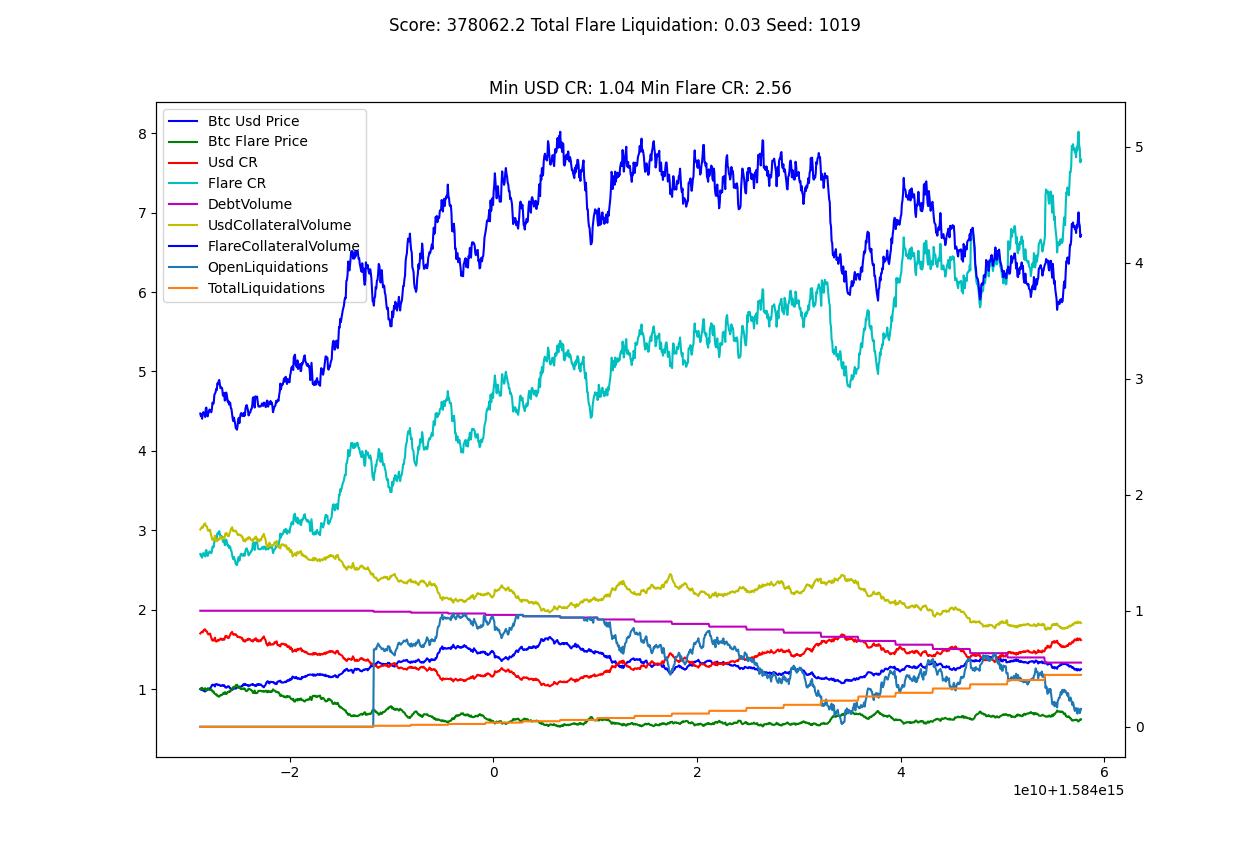 Score: 378062.2 Total Flare Liquidation: 0.03 Seed: 1019
Min USD CR: 1.04 Min Flare CR: 2.56
Btc Usd Price
Btc Flare Price
Usd CR
Flare CR
DebtVolume
UsdCollateralVolume
FlareCollateralVolume
OpenLiquidations
TotalLiquidations
8
7
6
5
4
3
2
1
5
4
3
2
1
0
−2
0
2
4
6
1e10+1.584e15